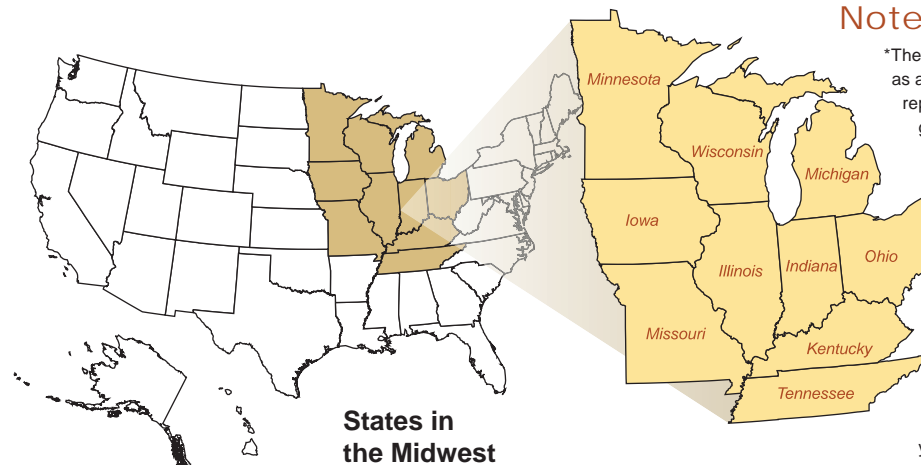 Note
*The
as a
rep
Minnesota
Wisconsin
Michigan
Iowa
Illinois
Indiana
Ohio
Missouri
Kentucky
Tennessee
States in
the Midwest